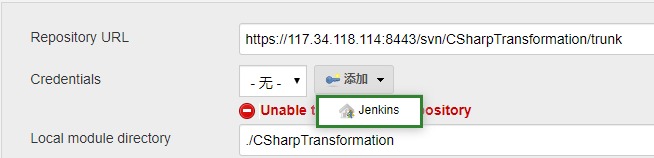 Repository URL
https://117.34.118.114:8443/svn/CSharpTransformation/trunk
Credentials
- 无 -
添加
Unable
Jenkins
Local module directory
./CSharpTransformation